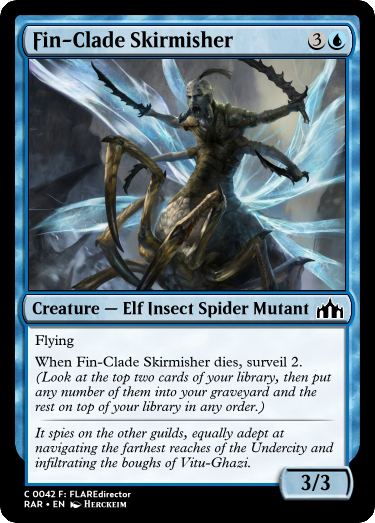 Fin-Clade Skirmisher 3
Creature — Elf Insect Spider Mutant
Flying
When Fin-Clade Skirmisher dies, surveil 2.
(Look at the top two cards of your library, then put
any number of them into your graveyard and the
rest on top of your library in any order.)
It spies on the other guilds, equally adept at
navigating the farthest reaches of the Undercity and
infiltrating the boughs of Vitu-Ghazi.
3/3
C 0042 F: FLAREdirector
RAR • EN Herckeim